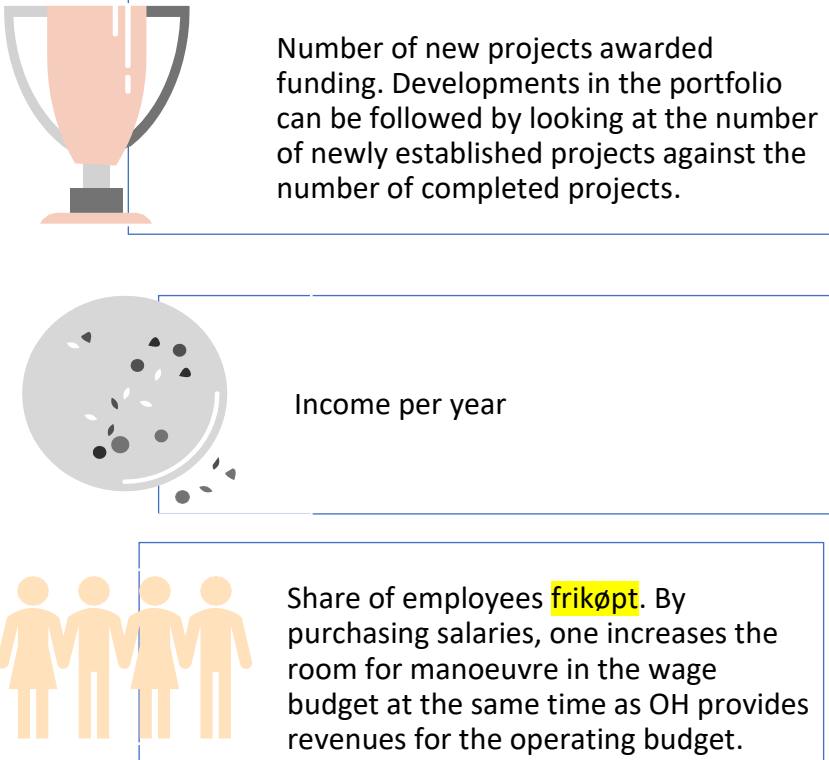 Number of new projects awarded
funding. Developments in the portfolio
can be followed by looking at the number
of newly established projects against the
number of completed projects.
Income per year
Share of employees frikøpt. By
purchasing salaries, one increases the
room for manoeuvre in the wage
budget at the same time as OH provides
revenues for the operating budget.